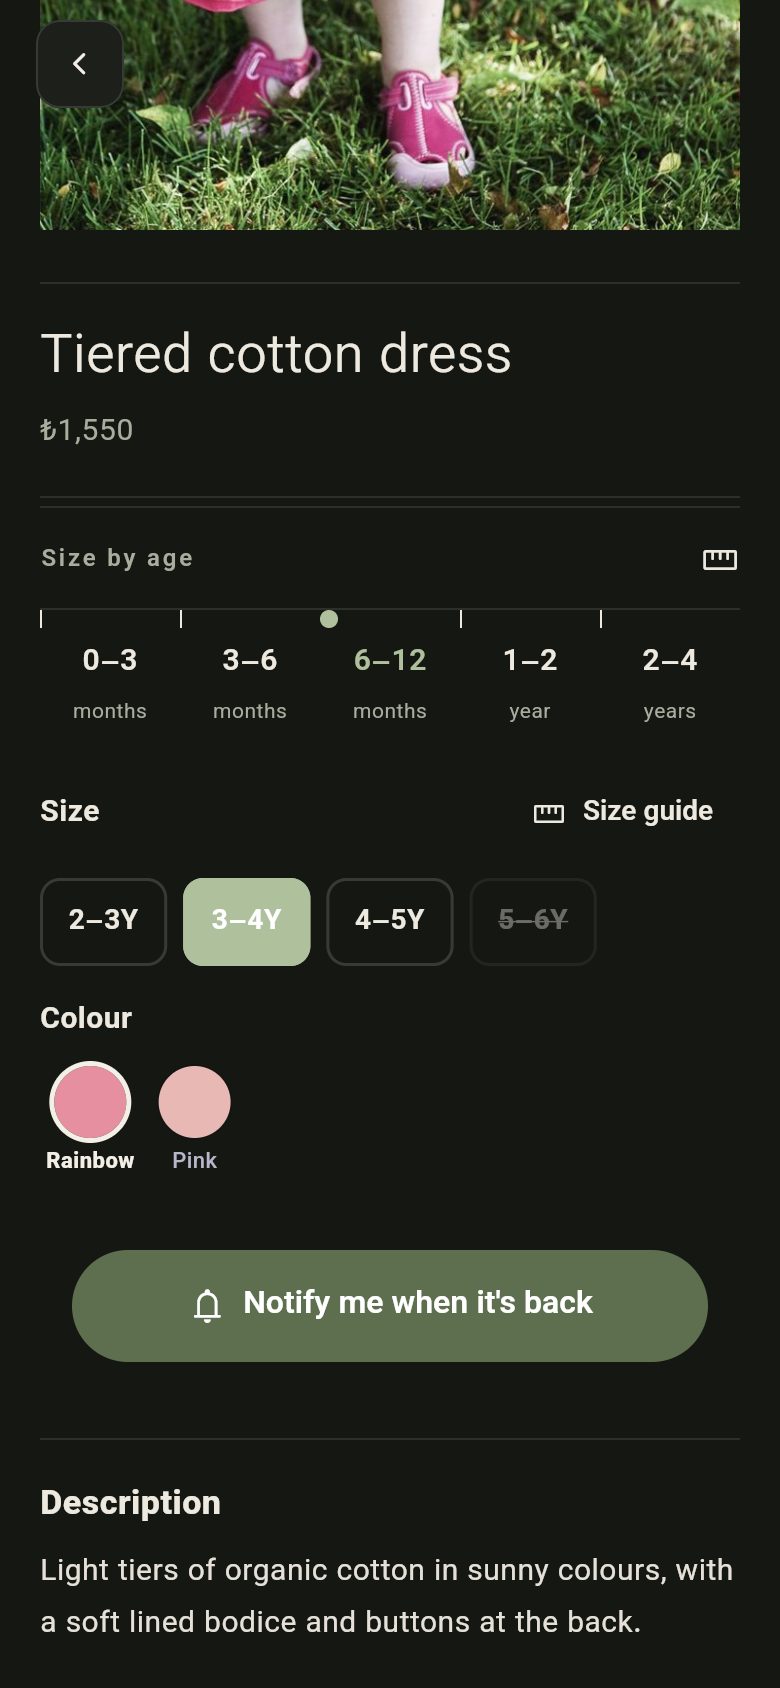 Tiered cotton dress
₺1,550
Size by age
0–3 3–6 6–12 1–2 2–4
months months months year years
Size Size guide
2–3Y 3–4Y 4–5Y 5–6Y
Colour
Rainbow Pink
Notify me when it's back
Description
Light tiers of organic cotton in sunny colours, with
a soft lined bodice and buttons at the back.